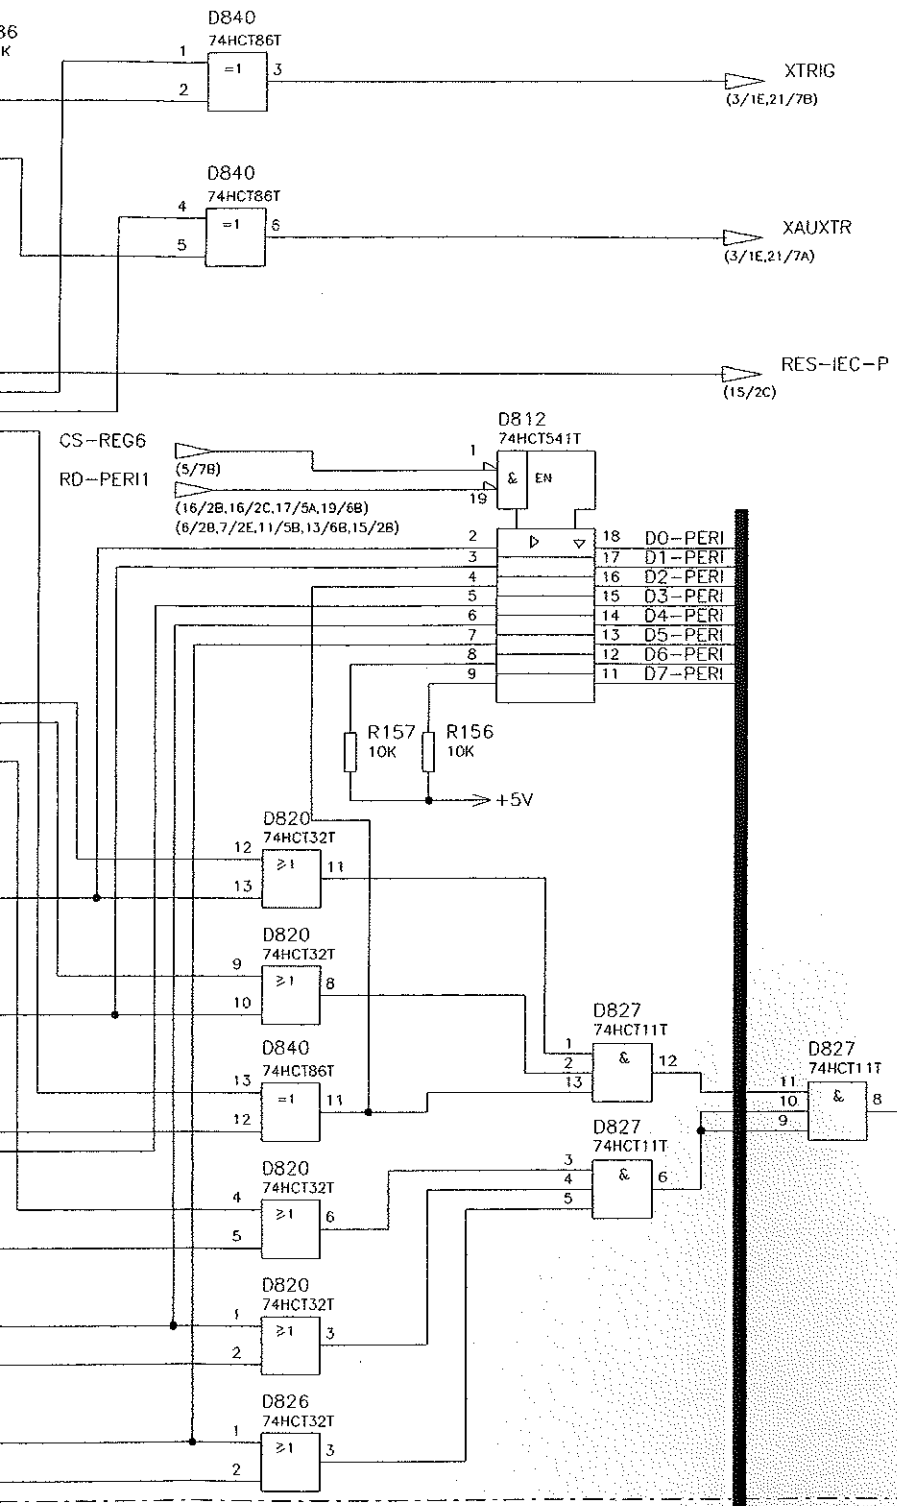 D840
86
74HCT86T
K
1
=1
3
XTRIG
2
(3/1E,21/7B)
D840
74HCT86T
4
=1
6
XAUXTR
5
(3/1E,21/7A)
RES-IEC-P
(15/2C)
D812
74HCT541T
CS-REG6
1
(5/7B)
RD-PERI1
&
EN
19
(16/2B,16/2C,17/5A,19/6B)
(6/2B,7/2E,11/5B,13/6B,15/2B)
2
18 D0-PERI
3
17 D1-PERI
4
16 D2-PERI
5
15 D3-PERI
6
14 D4-PERI
7
13 D5-PERI
8
12 D6-PERI
9
11 D7-PERI
R157
10K
R156
10K
+5V
D820
74HCT32T
12
≥1
11
13
D820
74HCT32T
9
≥1
8
10
D827
74HCT11T
1
&
12
2
13
D840
74HCT86T
13
=1
11
12
D827
74HCT11T
11
&
10
8
9
D827
74HCT11T
3
&
4
6
5
D820
74HCT32T
4
≥1
6
5
D820
74HCT32T
1
≥1
3
2
D826
74HCT32T
1
≥1
3
2